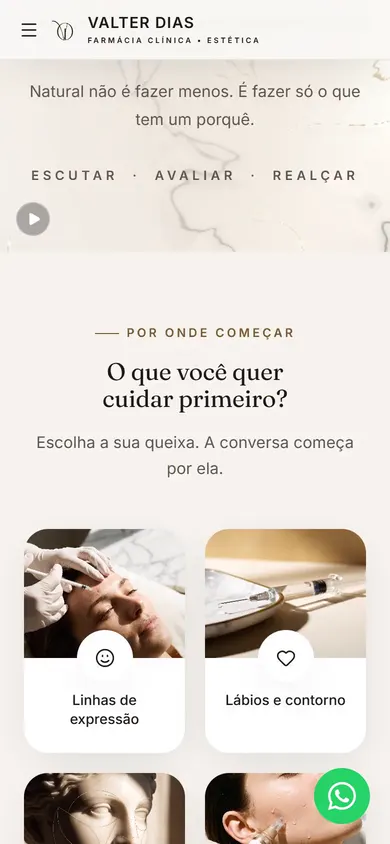 VALTER DIAS
FARMÁCIA CLÍNICA • ESTÉTICA
Natural não é fazer menos. É fazer só o que
tem um porquê.
ESCUTAR · AVALIAR · REALÇAR
POR ONDE COMEÇAR
O que você quer
cuidar primeiro?
Escolha a sua queixa. A conversa começa
por ela.
Linhas de
expressão
Lábios e contorno